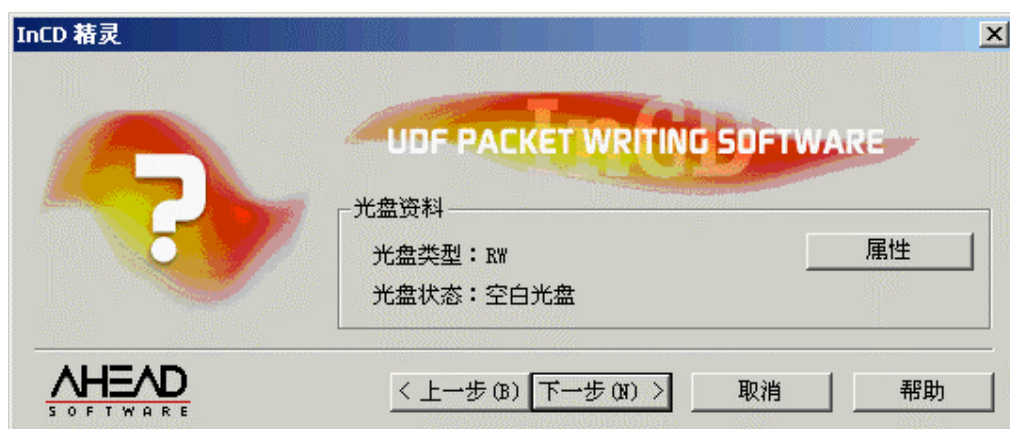 InCD 精灵
InCD
UDF PACKET WRITING SOFTWARE
光盘资料
光盘类型：RW
属性
光盘状态：空白光盘
AHEAD
SOFTWARE
< 上一步(B) 下一步(N) > 取消 帮助